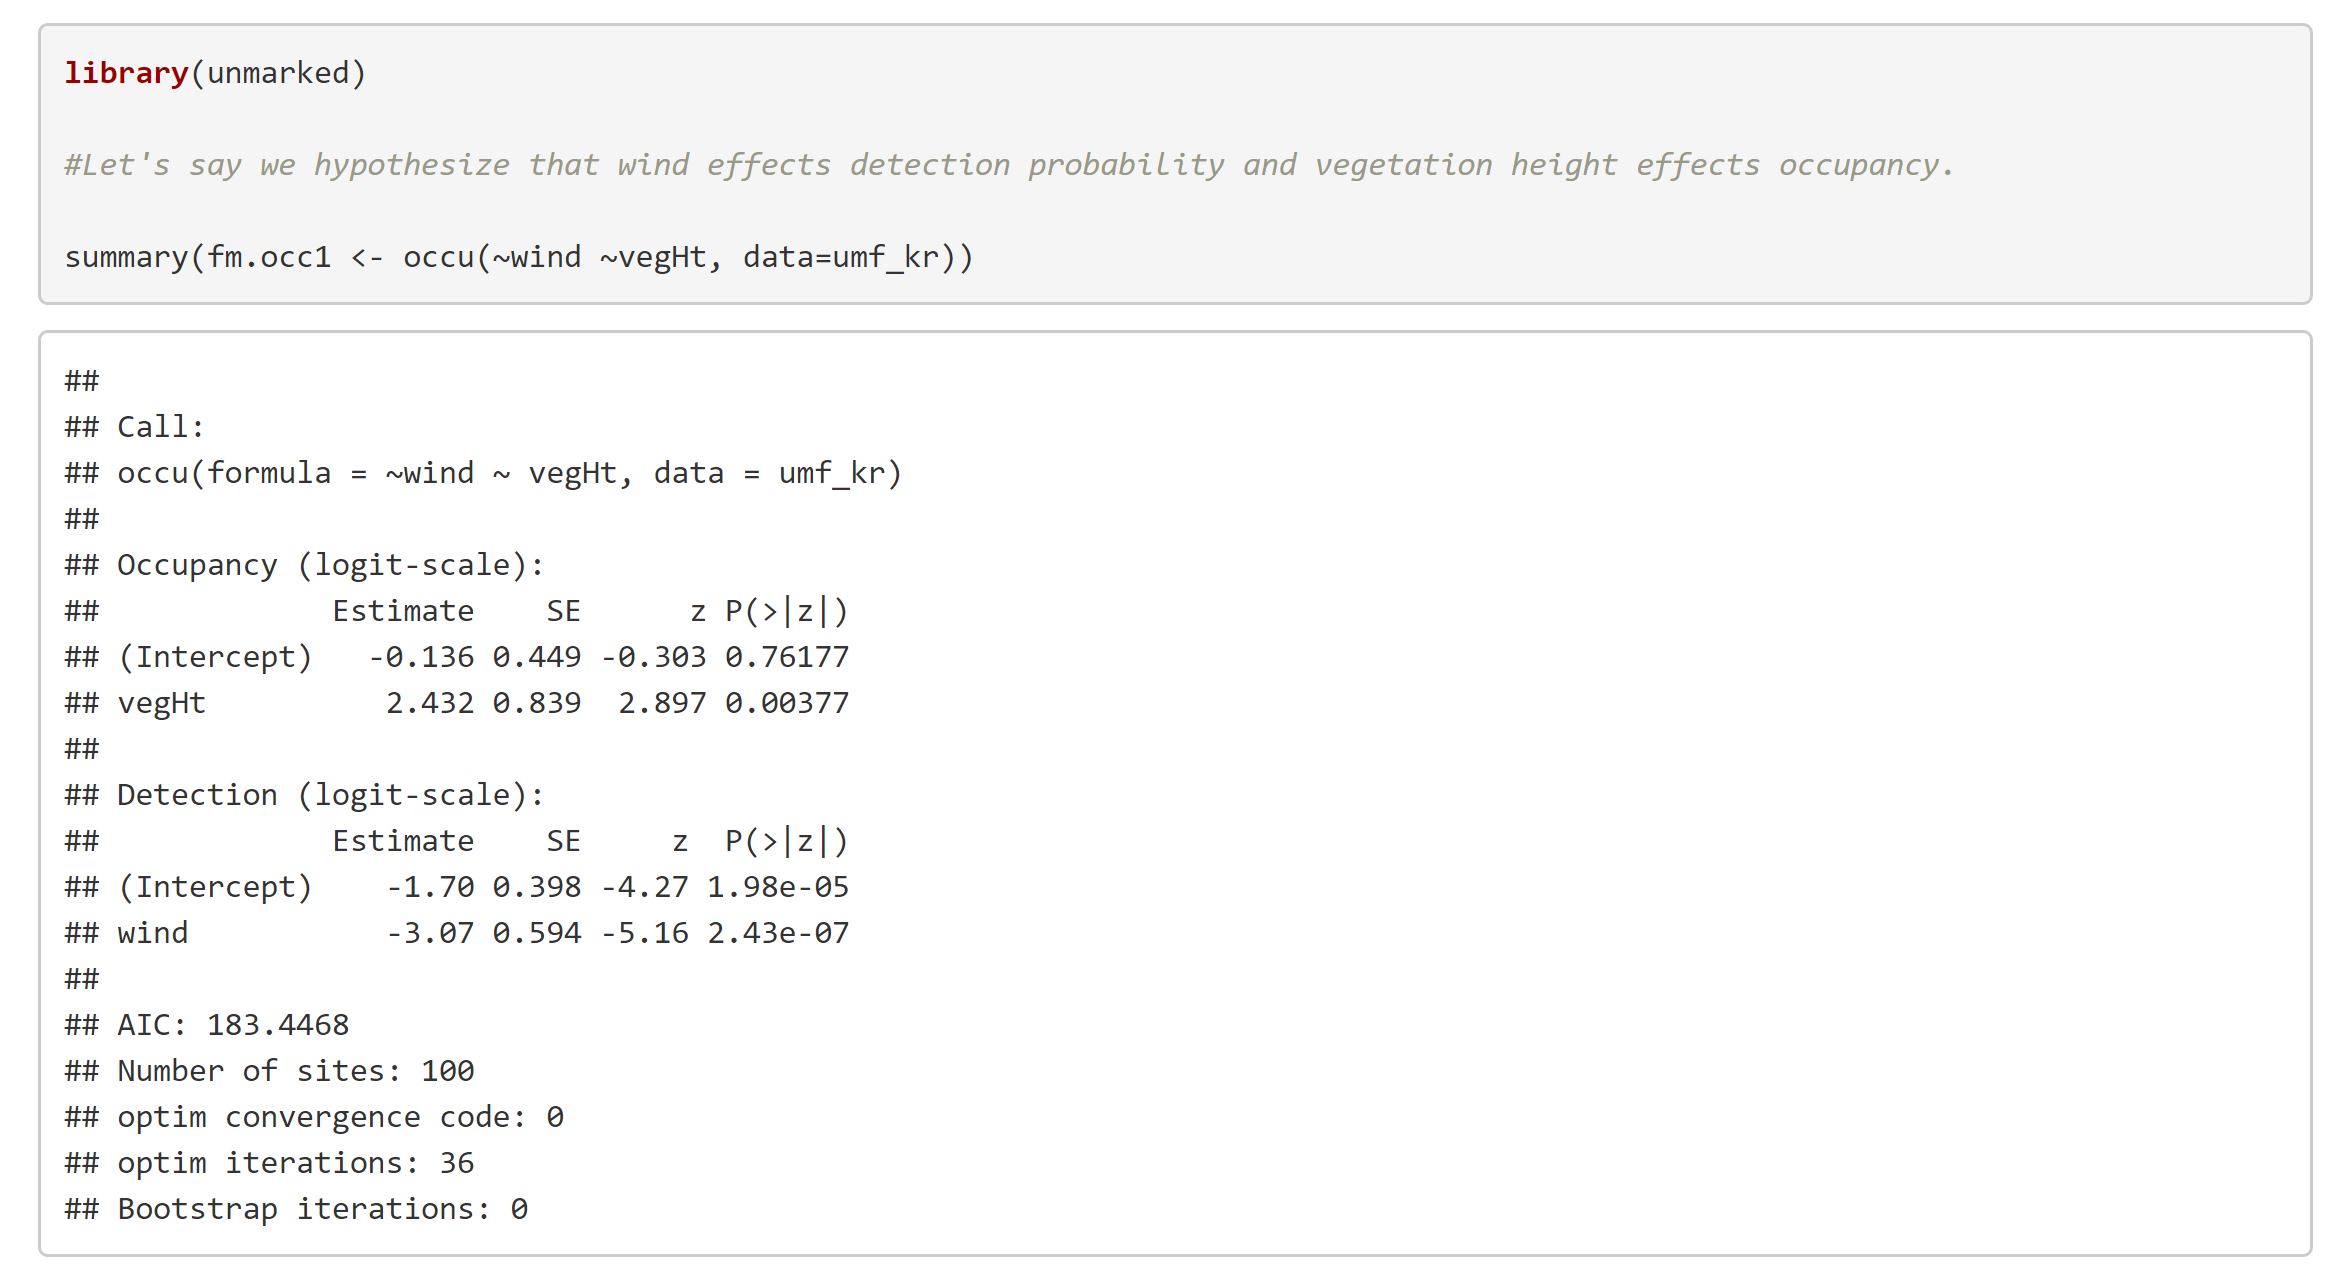 library(unmarked)
#Let's say we hypothesize that wind effects detection probability and vegetation height effects occupancy.
summary(fm.occ1 <- occu(~wind ~vegHt, data=umf_kr))
##
## Call:
## occu(formula = ~wind ~ vegHt, data = umf_kr)
##
## Occupancy (logit-scale):
##             Estimate    SE      z P(>|z|)
## (Intercept)   -0.136 0.449 -0.303 0.76177
## vegHt          2.432 0.839  2.897 0.00377
##
## Detection (logit-scale):
##             Estimate    SE     z  P(>|z|)
## (Intercept)    -1.70 0.398 -4.27 1.98e-05
## wind           -3.07 0.594 -5.16 2.43e-07
##
## AIC: 183.4468
## Number of sites: 100
## optim convergence code: 0
## optim iterations: 36
## Bootstrap iterations: 0